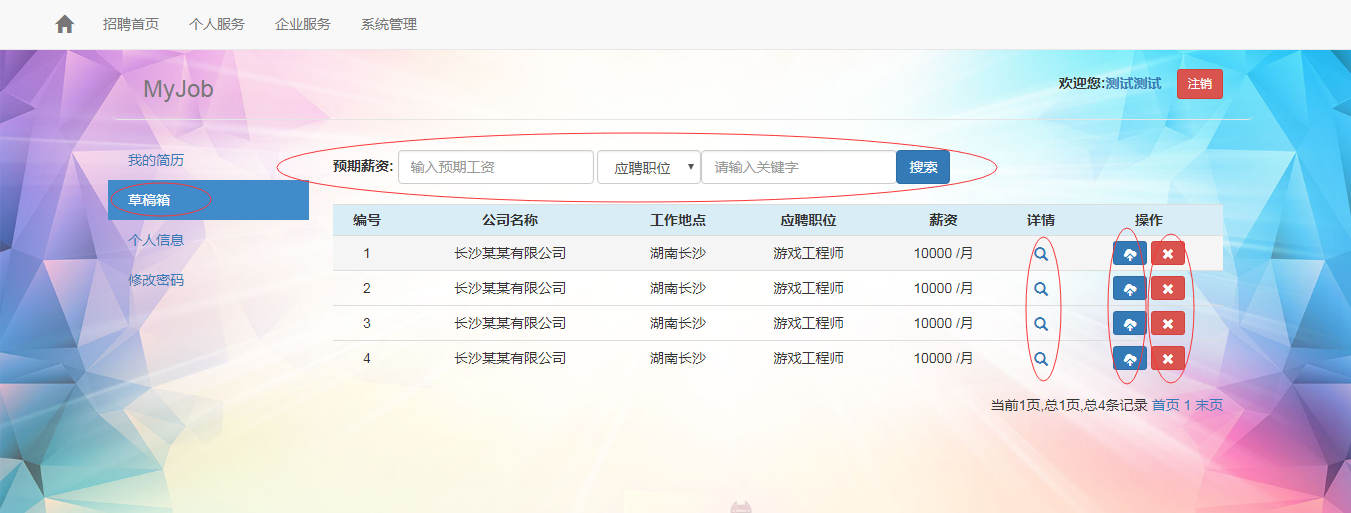 招聘首页 个人服务 企业服务 系统管理
MyJob 欢迎您:测试测试 注销
我的简历
草稿箱
个人信息
修改密码
预期薪资: 输入预期工资 应聘职位 请输入关键字 搜索
编号 公司名称 工作地点 应聘职位 薪资 详情 操作
1 长沙某某有限公司 湖南长沙 游戏工程师 10000 /月
2 长沙某某有限公司 湖南长沙 游戏工程师 10000 /月
3 长沙某某有限公司 湖南长沙 游戏工程师 10000 /月
4 长沙某某有限公司 湖南长沙 游戏工程师 10000 /月
当前1页,总1页,总4条记录 首页 1 末页